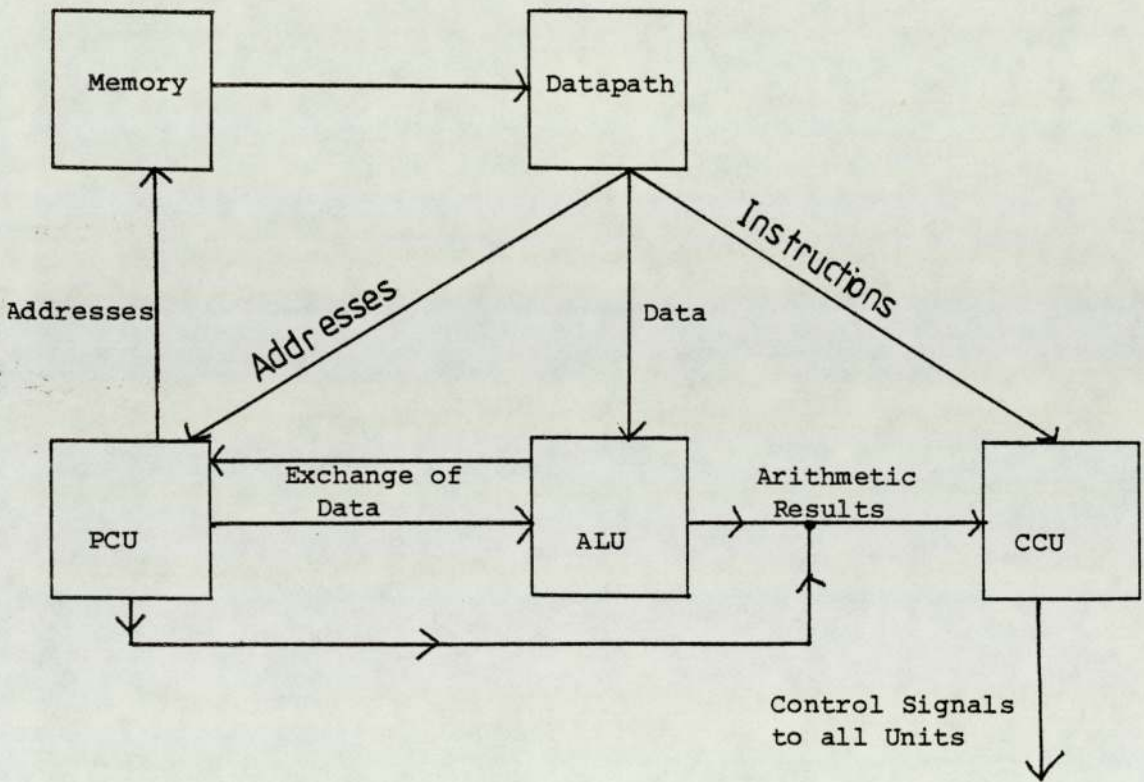 Memory
Datapath
Instructions
Addresses
Addresses
Data
Exchange of
Data
Arithmetic
Results
PCU
ALU
CCU
Control Signals
to all Units